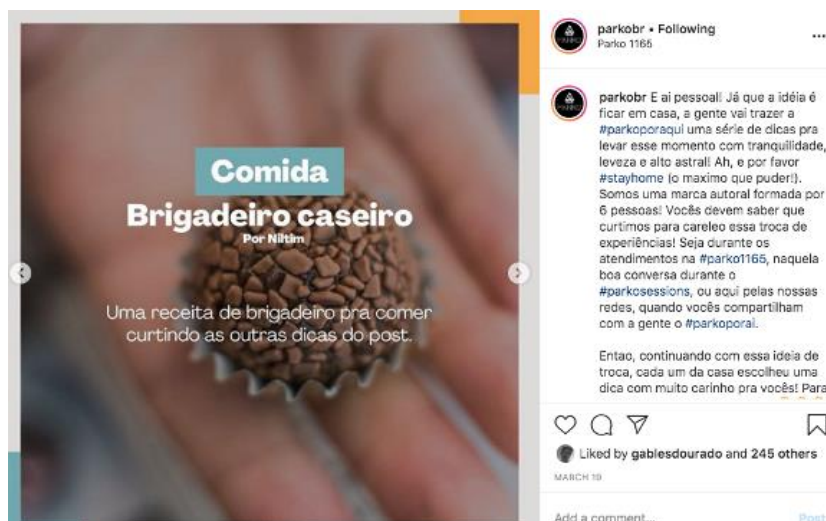 Comida
Brigadeiro caseiro
Por Niltim
Uma receita de brigadeiro pra comer
curtindo as outras dicas do post.
parkobr • Following
Parko 1165
parkobr E ai pessoal! Já que a idéia é
ficar em casa, a gente vai trazer a
#parkoporaqui uma série de dicas pra
levar esse momento com tranquilidade,
leveza e alto astral! Ah, e por favor
#stayhome (o maximo que puder!).
Somos uma marca autoral formada por
6 pessoas! Vocês devem saber que
curtimos para careleo essa troca de
experiências! Seja durante os
atendimentos na #parko1165, naquela
boa conversa durante o
#parkosessions, ou aqui pelas nossas
redes, quando vocês compartilham
com a gente o #parkoporai.
Entao, continuando com essa ideia de
troca, cada um da casa escolheu uma
dica com muito carinho pra vocês! Para
Liked by gablesdourado and 245 others
MARCH 19
Add a comment...
Post